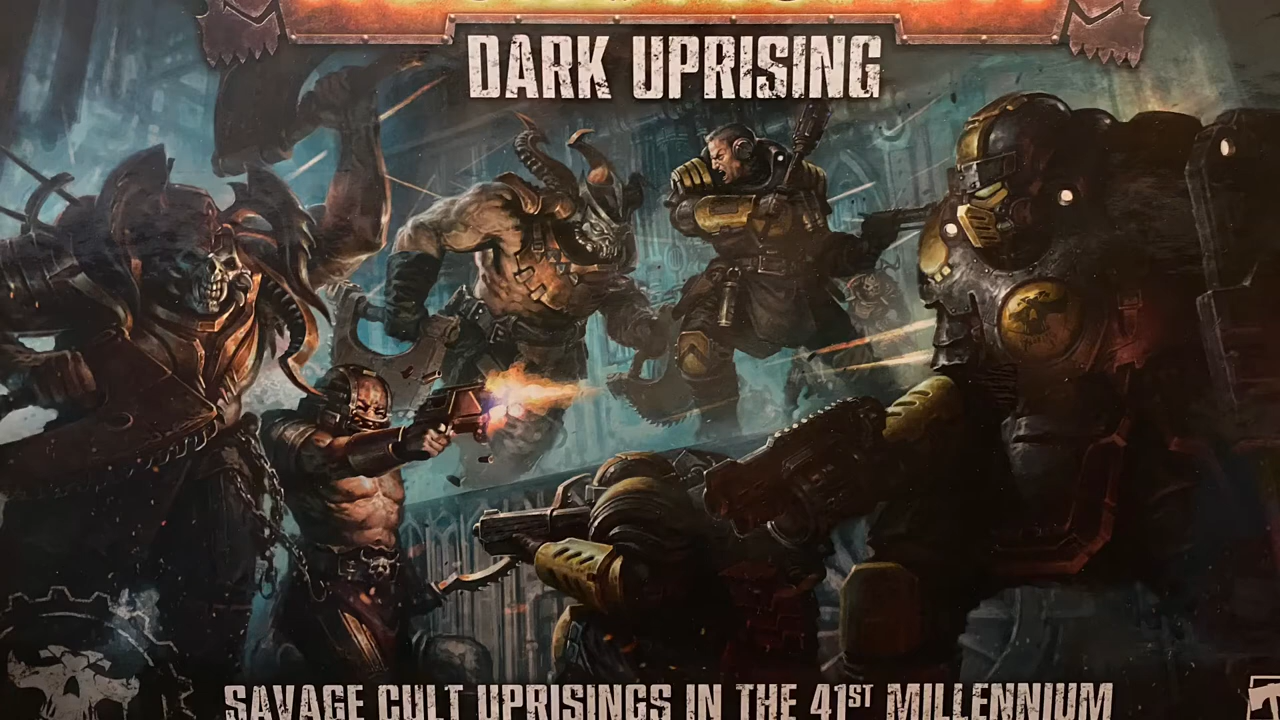 DARK UPRISING
SAVAGE CULT UPRISINGS IN THE 41ST MILLENNIUM